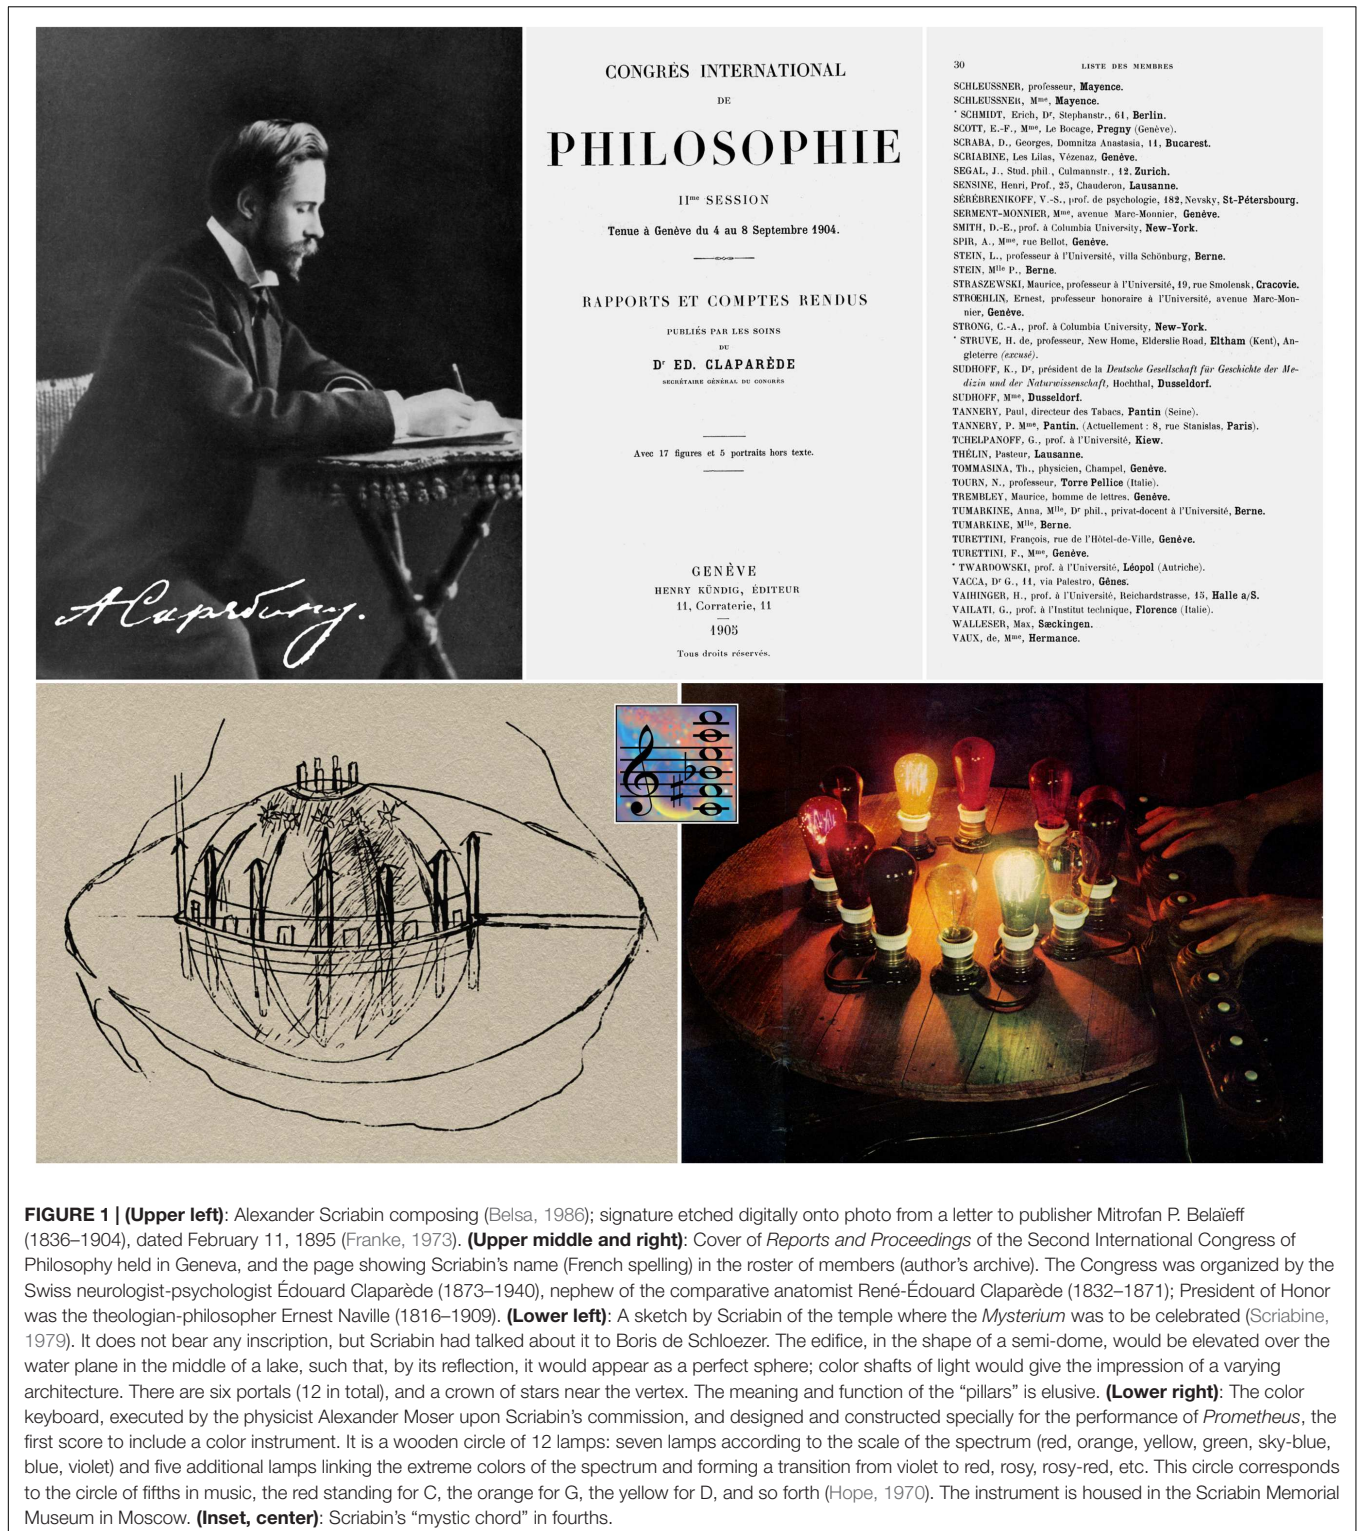 CONGRÈS INTERNATIONAL
DE
PHILOSOPHIE
IIme SESSION
Tenue à Genève du 4 au 8 Septembre 1904.
RAPPORTS ET COMPTES RENDUS
PUBLIÉS PAR LES SOINS
DU
Dr ED. CLAPARÈDE
SECRÉTAIRE GÉNÉRAL DU CONGRÈS
Avec 17 figures et 5 portraits hors texte.
GENÈVE
HENRY KÜNDIG, ÉDITEUR
11, Corraterie, 11
1905
Tous droits réservés.
30 LISTE DES MEMBRES
SCHLEUSSNER, professeur, Mayence.
SCHLEUSSNER, Mme, Mayence.
* SCHMIDT, Erich, Dr, Stephanstr., 61, Berlin.
SCOTT, E.-F., Mme, Le Bocage, Pregny (Genève).
SCRABA, D., Georges, Domnitza Anastasia, 11, Bucarest.
SCRIABINE, Les Lilas, Vézenaz, Genève.
SEGAL, J., Stud. phil., Culmannstr., 12, Zurich.
SENSINE, Henri, Prof., 25, Chauderon, Lausanne.
SÉRÉBRENIKOFF, V.-S., prof. de psychologie, 182, Nevsky, St-Pétersbourg.
SERMENT-MONNIER, Mme, avenue Marc-Monnier, Genève.
SMITH, D.-E., prof. à Columbia University, New-York.
SPIR, A., Mme, rue Bellot, Genève.
STEIN, L., professeur à l'Université, villa Schönburg, Berne.
STEIN, Mlle P., Berne.
STRASZEWSKI, Maurice, professeur à l'Université, 19, rue Smolensk, Cracovie.
STRŒHLIN, Ernest, professeur honoraire à l'Université, avenue Marc-Mon-
nier, Genève.
STRONG, C.-A., prof. à Columbia University, New-York.
* STRUVE, H. de, professeur, New Home, Elderslie Road, Eltham (Kent), An-
gleterre (excusé).
SUDHOFF, K., Dr, président de la Deutsche Gesellschaft für Geschichte der Me-
dizin und der Naturwissenschaft, Hochthal, Dusseldorf.
SUDHOFF, Mme, Dusseldorf.
TANNERY, Paul, directeur des Tabacs, Pantin (Seine).
TANNERY, P. Mme, Pantin. (Actuellement : 8, rue Stanislas, Paris).
TCHELPANOFF, G., prof. à l'Université, Kiew.
THÉLIN, Pasteur, Lausanne.
TOMMASINA, Th., physicien, Champel, Genève.
TOURN, N., professeur, Torre Pellice (Italie).
TREMBLEY, Maurice, homme de lettres, Genève.
TUMARKINE, Anna, Mlle, Dr phil., privat-docent à l'Université, Berne.
TUMARKINE, Mlle, Berne.
TURETTINI, François, rue de l'Hôtel-de-Ville, Genève.
TURETTINI, F., Mme, Genève.
* TWARDOWSKI, prof. à l'Université, Léopol (Autriche).
VACCA, Dr G., 11, via Palestro, Gênes.
VAIHINGER, H., prof. à l'Université, Reichardstrasse, 15, Halle a/S.
VAILATI, G., prof. à l'Institut technique, Florence (Italie).
WALLESER, Max, Sæckingen.
VAUX, de, Mme, Hermance.
FIGURE 1 | (Upper left): Alexander Scriabin composing (Belsa, 1986); signature etched digitally onto photo from a letter to publisher Mitrofan P. Belaïeff
(1836–1904), dated February 11, 1895 (Franke, 1973). (Upper middle and right): Cover of Reports and Proceedings of the Second International Congress of
Philosophy held in Geneva, and the page showing Scriabin's name (French spelling) in the roster of members (author's archive). The Congress was organized by the
Swiss neurologist-psychologist Édouard Claparède (1873–1940), nephew of the comparative anatomist René-Édouard Claparède (1832–1871); President of Honor
was the theologian-philosopher Ernest Naville (1816–1909). (Lower left): A sketch by Scriabin of the temple where the Mysterium was to be celebrated (Scriabine,
1979). It does not bear any inscription, but Scriabin had talked about it to Boris de Schloezer. The edifice, in the shape of a semi-dome, would be elevated over the
water plane in the middle of a lake, such that, by its reflection, it would appear as a perfect sphere; color shafts of light would give the impression of a varying
architecture. There are six portals (12 in total), and a crown of stars near the vertex. The meaning and function of the "pillars" is elusive. (Lower right): The color
keyboard, executed by the physicist Alexander Moser upon Scriabin's commission, and designed and constructed specially for the performance of Prometheus, the
first score to include a color instrument. It is a wooden circle of 12 lamps: seven lamps according to the scale of the spectrum (red, orange, yellow, green, sky-blue,
blue, violet) and five additional lamps linking the extreme colors of the spectrum and forming a transition from violet to red, rosy, rosy-red, etc. This circle corresponds
to the circle of fifths in music, the red standing for C, the orange for G, the yellow for D, and so forth (Hope, 1970). The instrument is housed in the Scriabin Memorial
Museum in Moscow. (Inset, center): Scriabin's "mystic chord" in fourths.